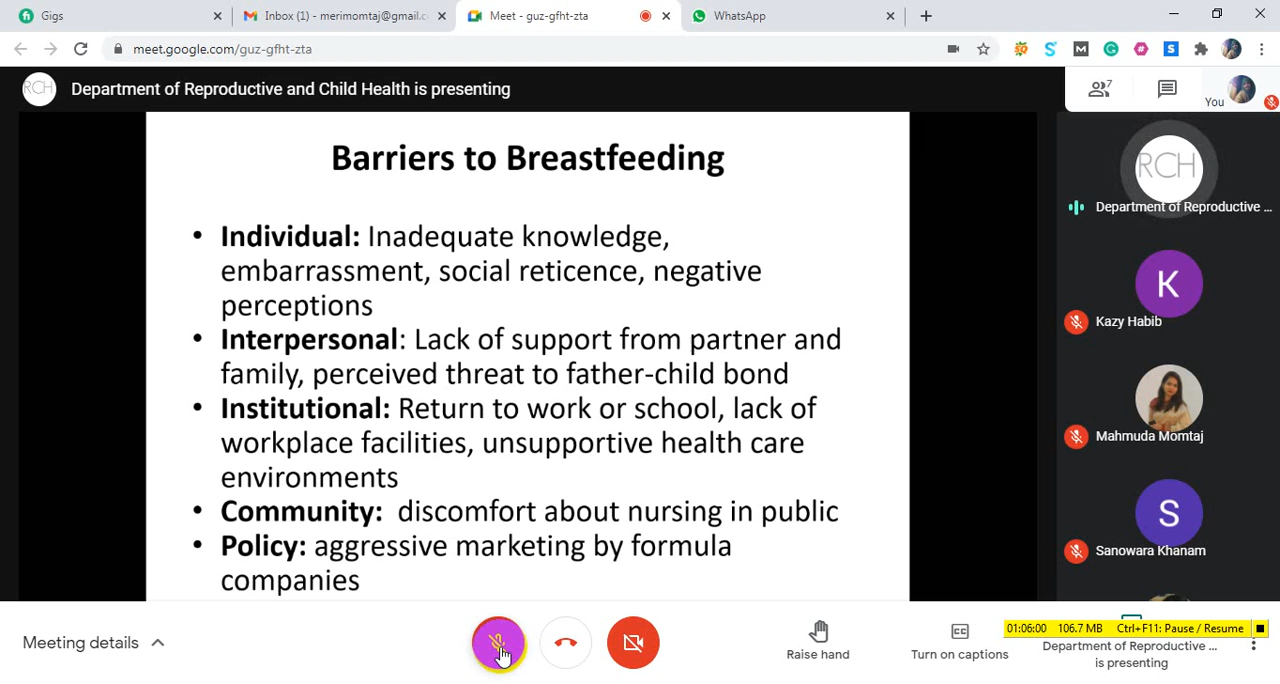 Gigs
Inbox (1) - merimomtaj@gmail.c
Meet - guz-gfht-zta
WhatsApp
meet.google.com/guz-gfht-zta
RCH
Department of Reproductive and Child Health is presenting
7
You
Barriers to Breastfeeding
• Individual: Inadequate knowledge,
embarrassment, social reticence, negative
perceptions
• Interpersonal: Lack of support from partner and
family, perceived threat to father-child bond
• Institutional: Return to work or school, lack of
workplace facilities, unsupportive health care
environments
• Community: discomfort about nursing in public
• Policy: aggressive marketing by formula
companies
RCH
Department of Reproductive ...
K
Kazy Habib
Mahmuda Momtaj
S
Sanowara Khanam
Meeting details
Raise hand
Turn on captions
01:06:00 106.7 MB Ctrl+F11: Pause / Resume
Department of Reproductive ...
is presenting